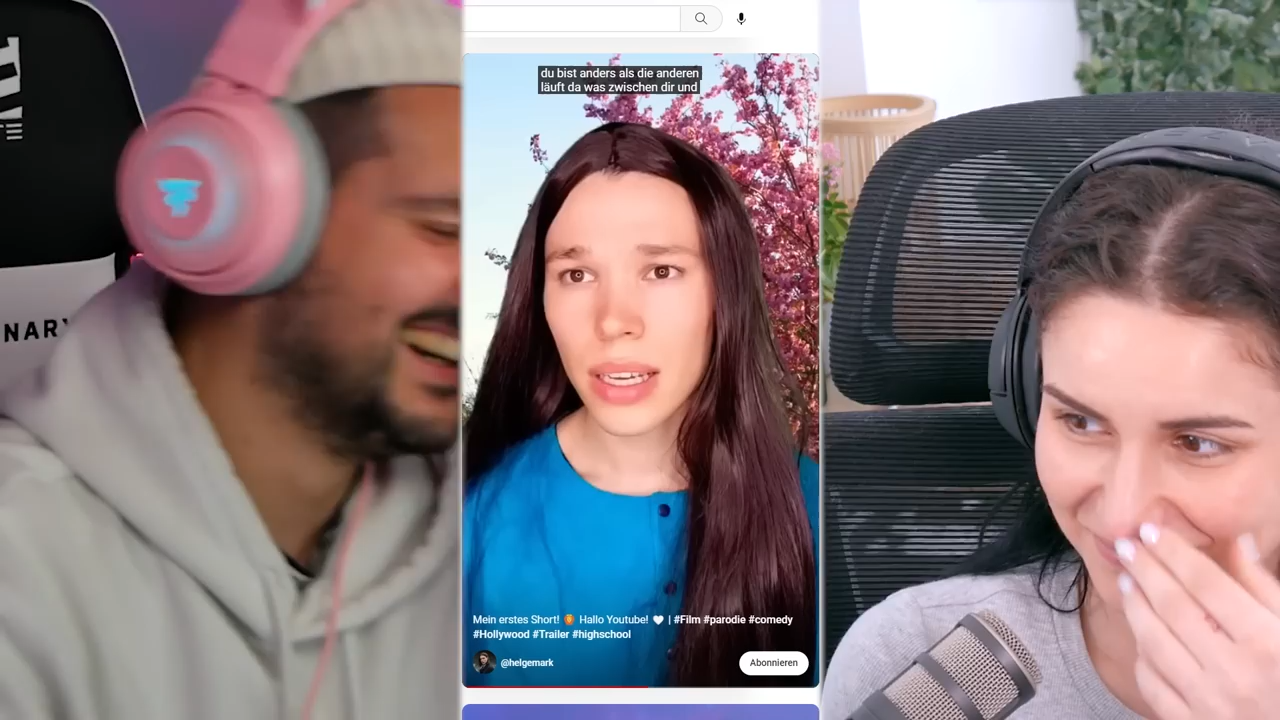 du bist anders als die anderen
läuft da was zwischen dir und
NARY
Mein erstes Short! 🦁 Hallo Youtube! 🤍 | #Film #parodie #comedy
#Hollywood #Trailer #highschool
@helgemark
Abonnieren